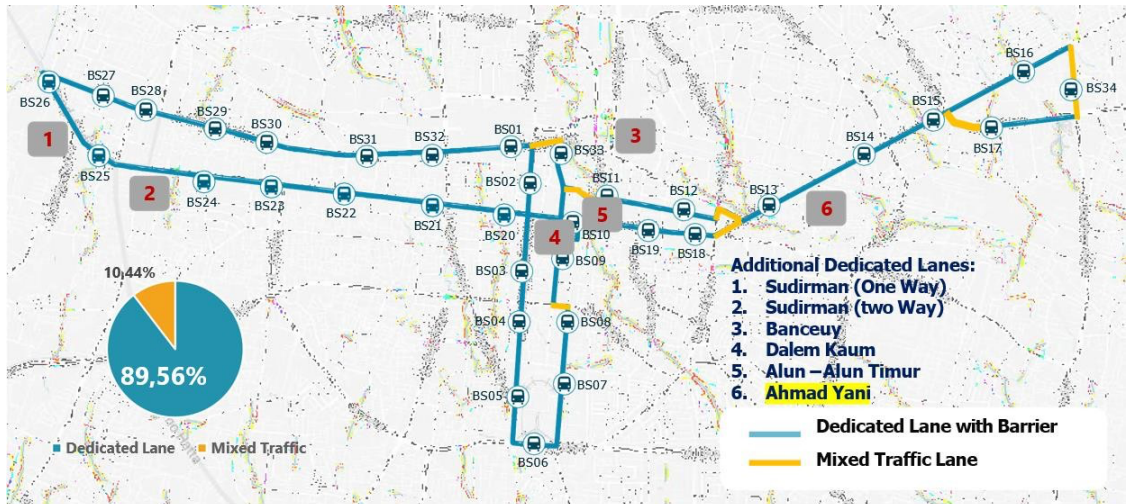 BS16
BS27
BS34
BS26
BS28
BS15
BS29
BS17
BS30
BS01
BS32
BS31
BS14
3
1
BS33
BS25
BS02
BS11
2
BS12
BS13
BS24
BS23
BS22
5
6
BS21
BS20
BS10
BS19
BS18
4
BS09
BS03
10,44%
89,56%
BS04
BS08
BS05
BS07
BS06
Dedicated Lane
Mixed Traffic
Additional Dedicated Lanes:
1. Sudirman (One Way)
2. Sudirman (two Way)
3. Banceuy
4. Dalem Kaum
5. Alun –Alun Timur
6. Ahmad Yani
Dedicated Lane with Barrier
Mixed Traffic Lane